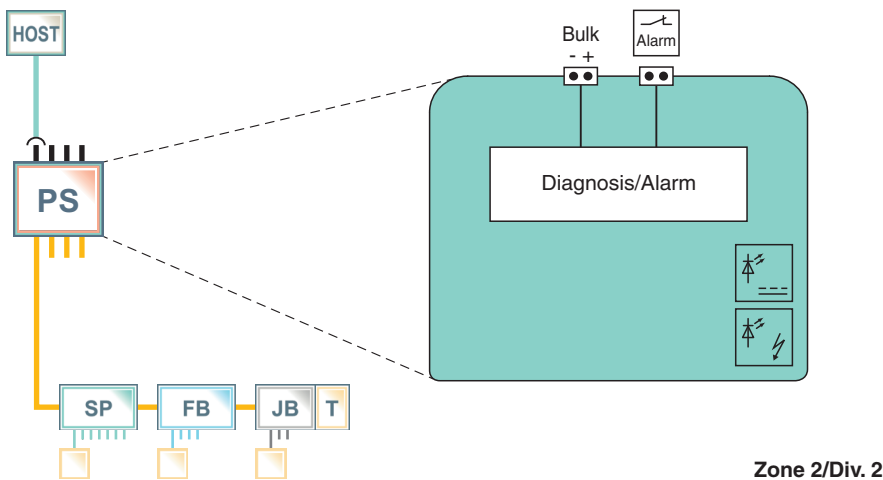 HOST
Bulk
- +
Alarm
PS
Diagnosis/Alarm
SP
FB
JB
T
Zone 2/Div. 2